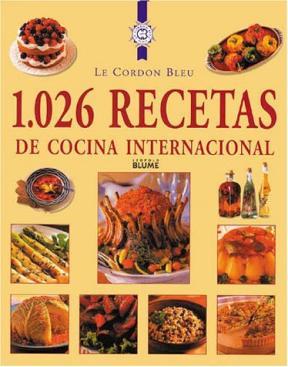 LE CORDON BLEU
1.026 RECETAS
DE COCINA INTERNACIONAL
LEOPOLD
BLUME